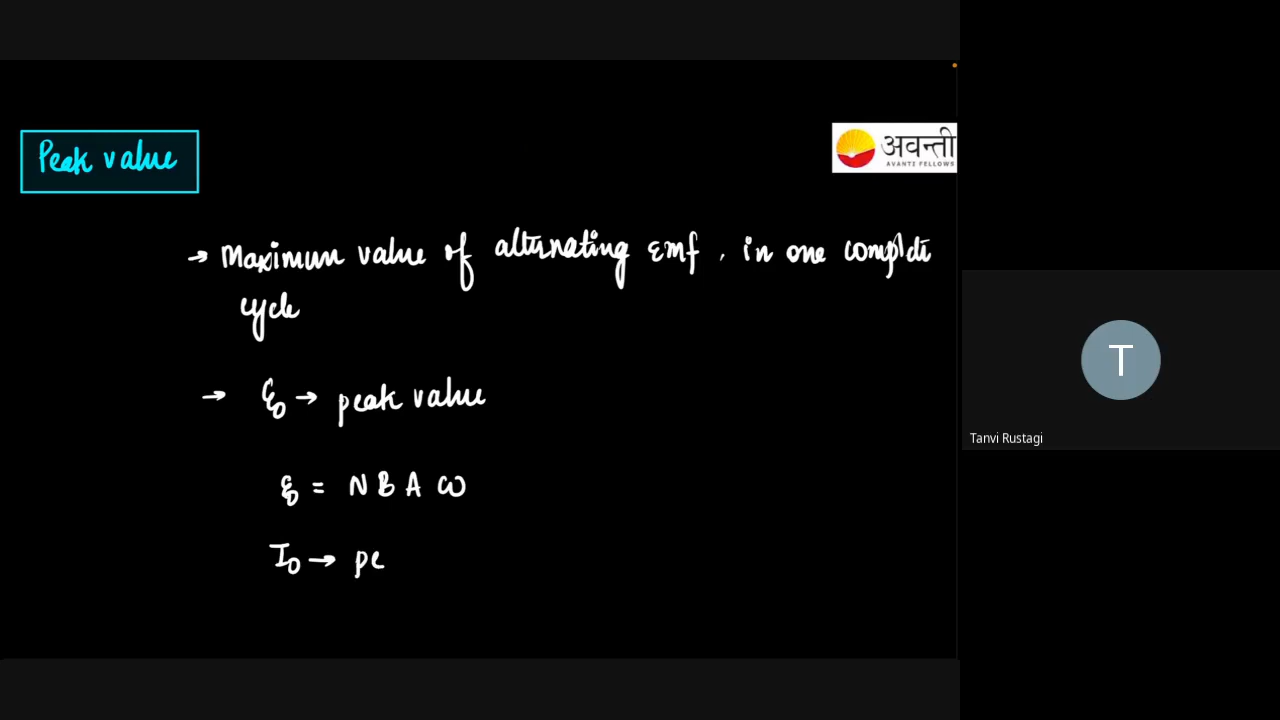 Peak value
अवन्ती
AVANTI FELLOWS
→ Maximum value of alternating emf, in one complete
cycle
→ ε₀ → peak value
ε₀ = N B A ω
I₀ → pe
T
Tanvi Rustagi